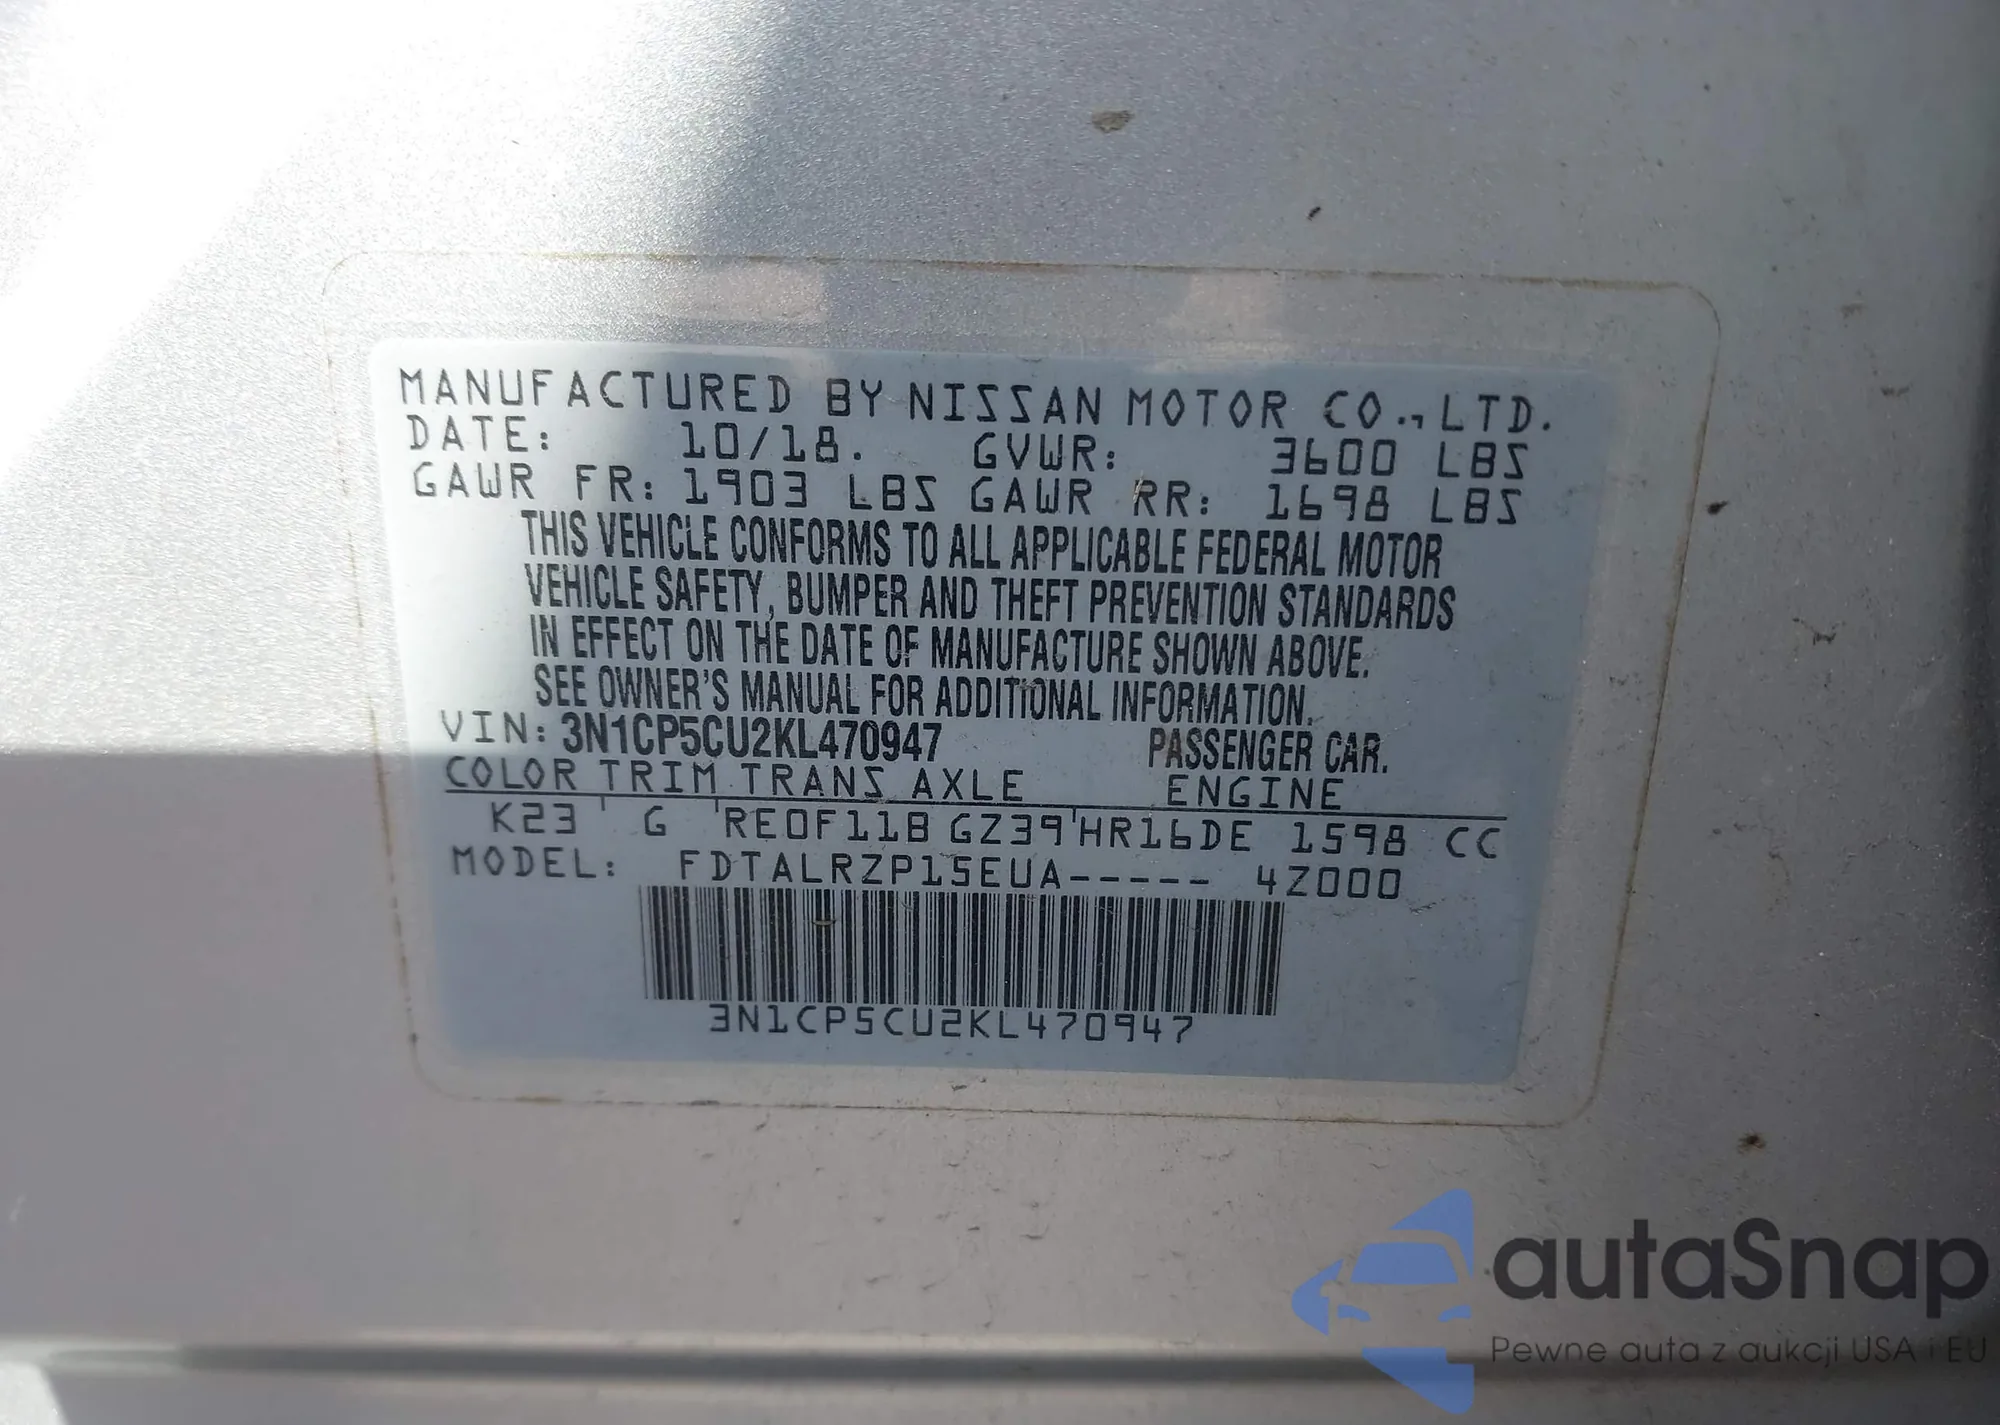 MANUFACTURED BY NISSAN MOTOR CO., LTD.
DATE: 10/18. GVWR: 3600 LBS
GAWR FR: 1903 LBS GAWR RR: 1698 LBS
THIS VEHICLE CONFORMS TO ALL APPLICABLE FEDERAL MOTOR
VEHICLE SAFETY, BUMPER AND THEFT PREVENTION STANDARDS
IN EFFECT ON THE DATE OF MANUFACTURE SHOWN ABOVE.
SEE OWNER'S MANUAL FOR ADDITIONAL INFORMATION.
VIN: 3N1CP5CU2KL470947 PASSENGER CAR.
COLOR TRIM TRANS AXLE ENGINE
K23 ' G 'RE0F11B GZ39'HR16DE 1598 CC
MODEL: FDTALRZP15EUA----- 4Z000
3N1CP5CU2KL470947
autaSnap
Pewne auta z aukcji USA i EU